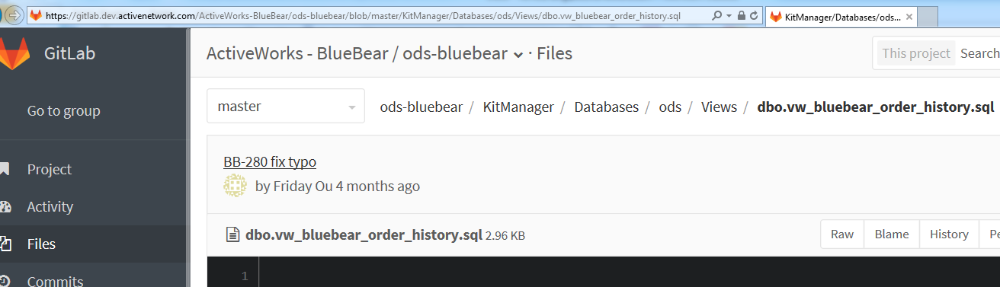 https://gitlab.dev.activenetwork.com/ActiveWorks-BlueBear/ods-bluebear/blob/master/KitManager/Databases/ods/Views/dbo.vw_bluebear_order_history.sql
KitManager/Databases/ods...
GitLab
ActiveWorks - BlueBear / ods-bluebear · Files
This project Search
Go to group
master
ods-bluebear / KitManager / Databases / ods / Views / dbo.vw_bluebear_order_history.sql
Project
BB-280 fix typo
by Friday Ou 4 months ago
Activity
Files
dbo.vw_bluebear_order_history.sql 2.96 KB
Raw Blame History Pe
Commits
1